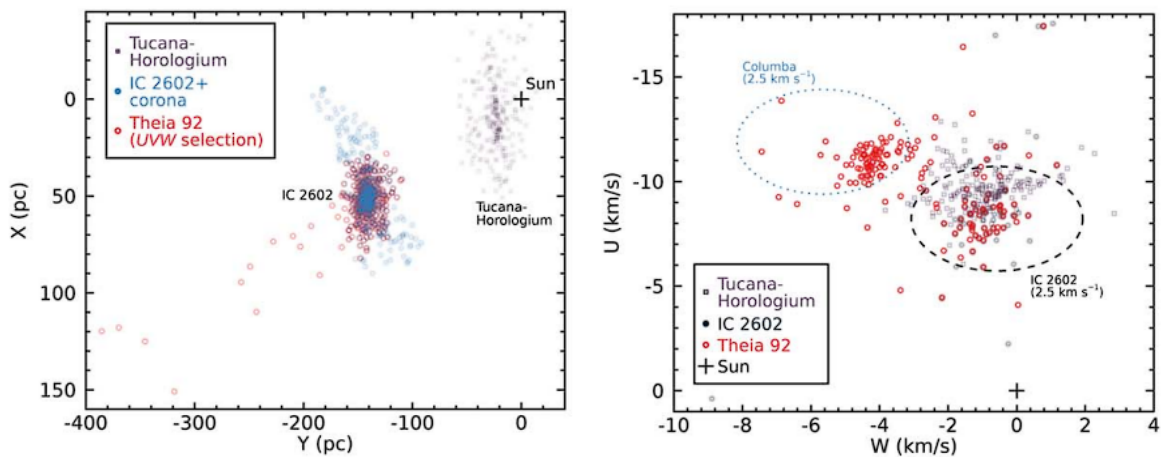 Tucana-
Horologium
IC 2602+
corona
Theia 92
(UVW selection)
Sun
IC 2602
Tucana-
Horologium
0
50
100
150
X (pc)
-400
-300
-200
-100
0
Y (pc)
Columba
(2.5 km s⁻¹)
IC 2602
(2.5 km s⁻¹)
Tucana-
Horologium
IC 2602
Theia 92
Sun
-15
-10
-5
0
U (km/s)
-10
-8
-6
-4
-2
0
2
4
W (km/s)